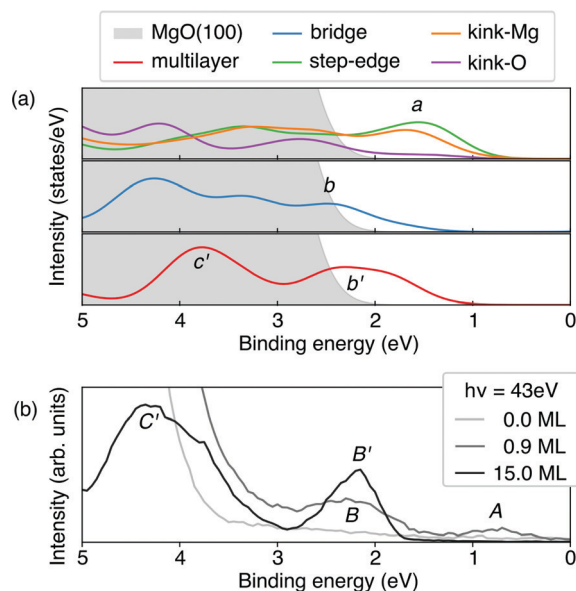 MgO(100) bridge kink-Mg
multilayer step-edge kink-O
(a)
a
b
c' b'
Intensity (states/eV)
5 4 3 2 1 0
Binding energy (eV)
(b)
hv = 43eV
0.0 ML
0.9 ML
15.0 ML
C' B' B A
Intensity (arb. units)
5 4 3 2 1 0
Binding energy (eV)